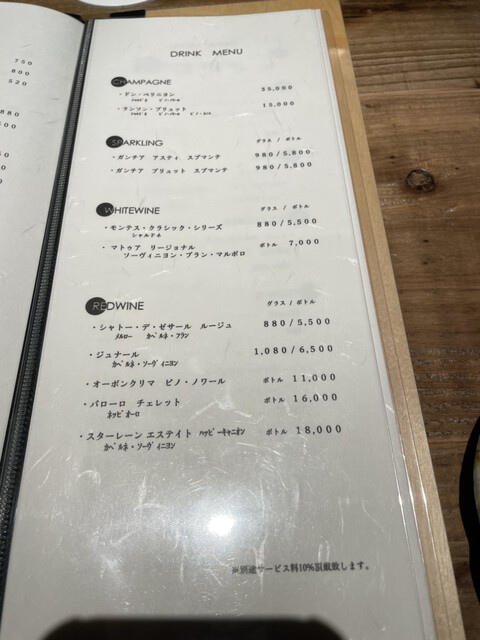 750
800
520
880
500
DRINK MENU
CHAMPAGNE
・ドン・ペリニヨン 35,000
・ランソン・ブリュット 15,000
SPARKLING グラス / ボトル
・ガンチア アスティ スプマンテ 980/5,800
・ガンチア ブリュット スプマンテ 980/5,800
WHITEWINE グラス / ボトル
・モンテス・クラシック・シリーズ 880/5,500
シャルドネ
・マトゥア リージョナル ボトル 7,000
ソーヴィニヨン・ブラン・マルボロ
REDWINE グラス / ボトル
・シャトー・デ・ゼサール ルージュ 880/5,500
メルロー カベルネ・フラン
・ジュナール 1,080/6,500
カベルネ・ソーヴィニヨン
・オーボンクリマ ピノ・ノワール ボトル 11,000
・バローロ チェレット ボトル 16,000
ネッビオーロ
・スターレーン エステイト ハッピーキャニオン ボトル 18,000
カベルネ・ソーヴィニヨン
※別途サービス料10%頂戴致します。